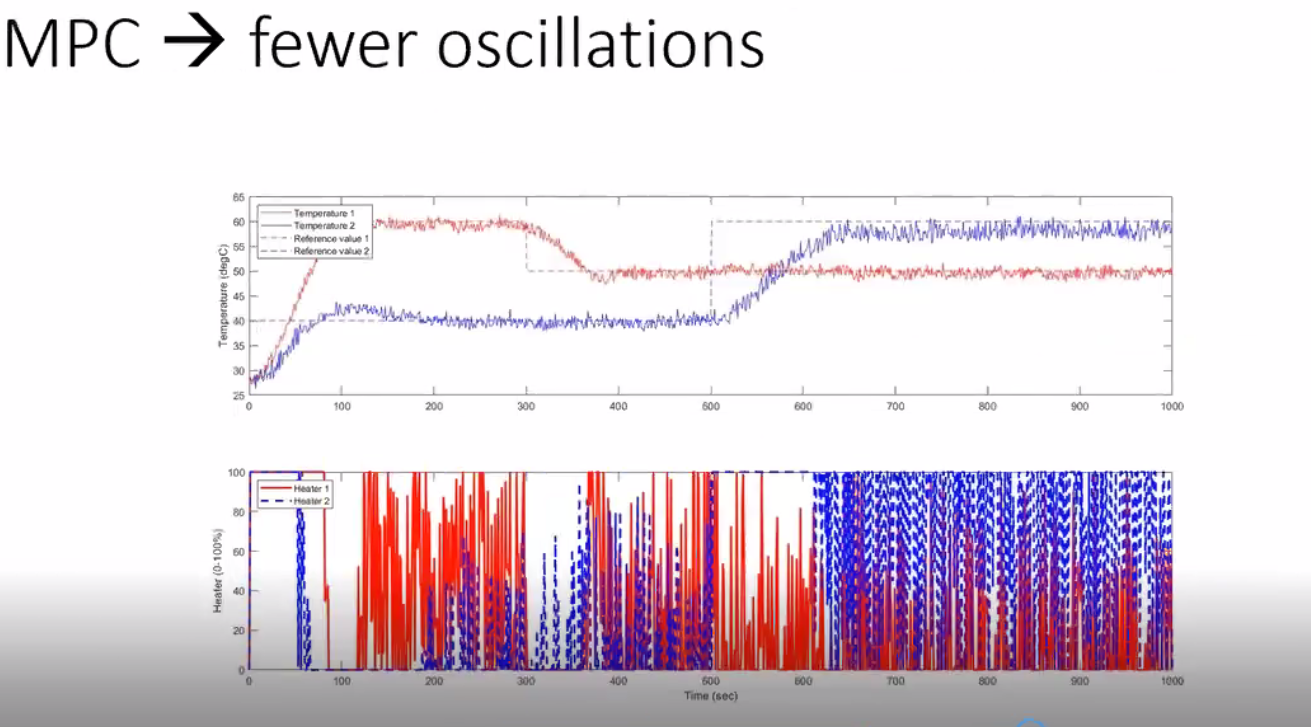 MPC → fewer oscillations
65
60
55
50
45
40
35
30
25
Temperature (degC)
Temperature 1
Temperature 2
Reference value 1
Reference value 2
0 100 200 300 400 500 600 700 800 900 1000
100
80
60
40
20
0
Heater (0-100%)
Heater 1
Heater 2
0 100 200 300 400 500 600 700 800 900 1000
Time (sec)